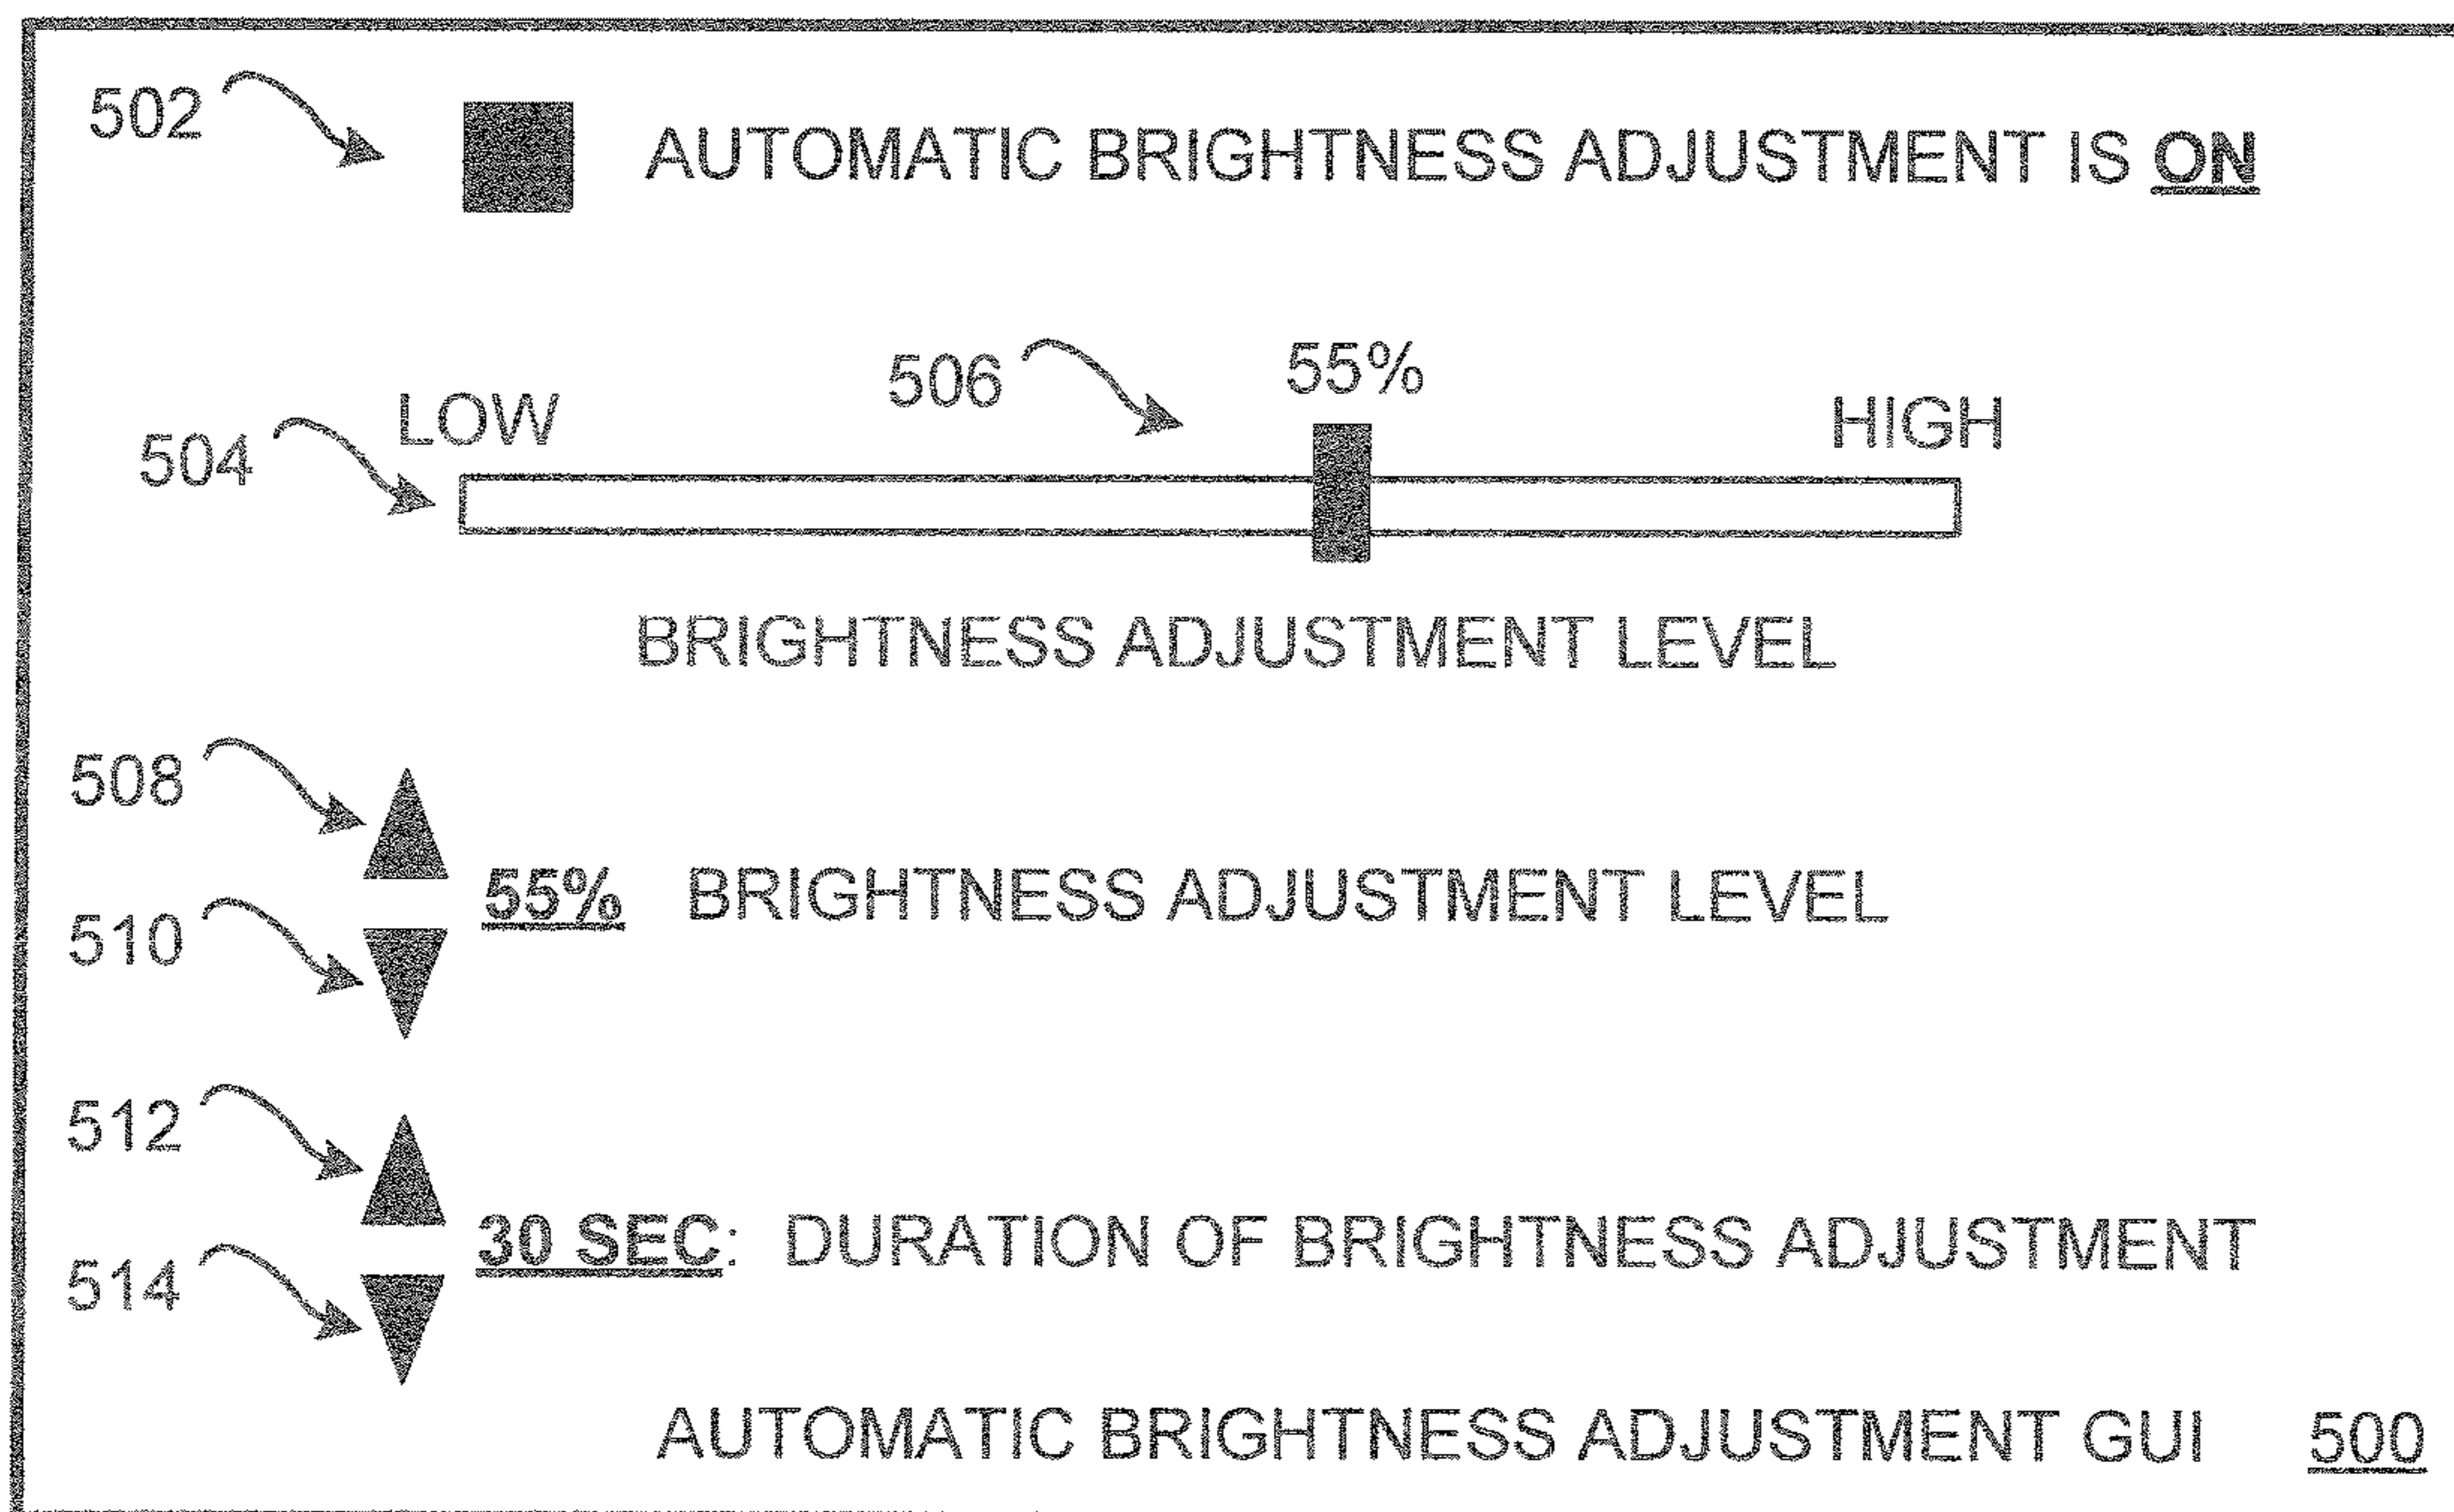 502 AUTOMATIC BRIGHTNESS ADJUSTMENT IS ON
506 55%
LOW HIGH
504
BRIGHTNESS ADJUSTMENT LEVEL
508
55% BRIGHTNESS ADJUSTMENT LEVEL
510
512
30 SEC: DURATION OF BRIGHTNESS ADJUSTMENT
514
AUTOMATIC BRIGHTNESS ADJUSTMENT GUI 500